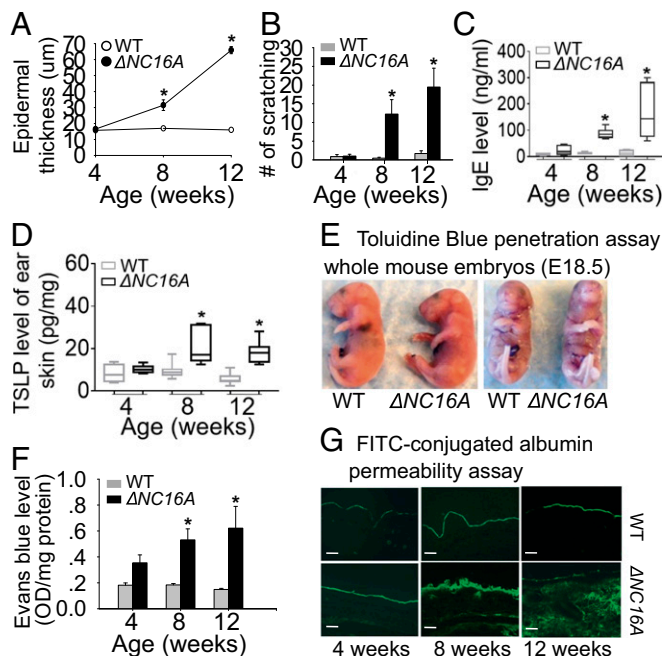 A
WT
ΔNC16A
Epidermal
thickness (um)
70
60
50
40
30
20
10
*
*
4 8 12
Age (weeks)
B
WT
ΔNC16A
# of scratching
30
25
20
15
10
5
0
*
*
4 8 12
Age (weeks)
C
WT
ΔNC16A
IgE level (ng/ml)
400
300
200
100
0
*
*
4 8 12
Age (weeks)
D
WT
ΔNC16A
TSLP level of ear
skin (pg/mg)
60
40
20
0
*
*
4 8 12
Age (weeks)
E Toluidine Blue penetration assay
whole mouse embryos (E18.5)
WT ΔNC16A WT ΔNC16A
F
WT
ΔNC16A
Evans blue level
(OD/mg protein)
1.0
.8
.6
.4
.2
.0
*
*
4 8 12
Age (weeks)
G FITC-conjugated albumin
permeability assay
WT
ΔNC16A
4 weeks 8 weeks 12 weeks